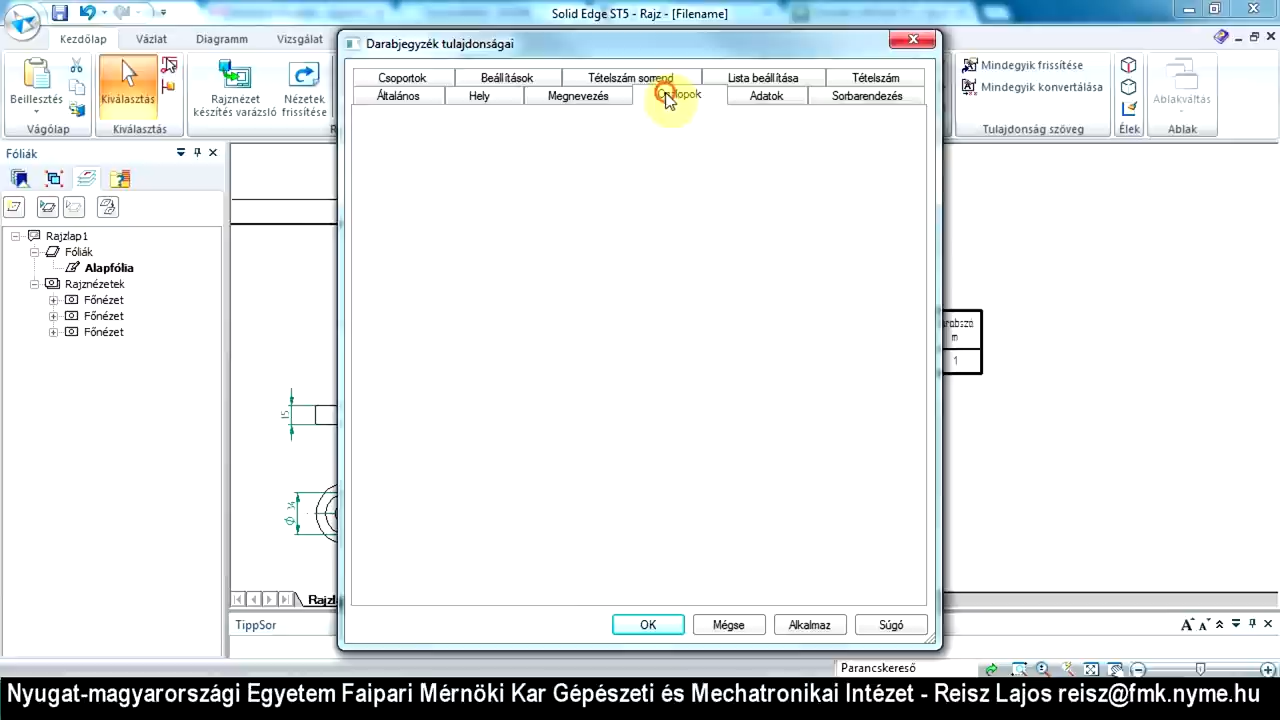 Solid Edge ST5 - Rajz - [Filename]
Kezdőlap
Vázlat
Diagramm
Vizsgálat
Beillesztés
Kiválasztás
Rajznézet
készítés varázsló
Nézetek
frissítése
Vágólap
Kiválasztás
Mindegyik frissítése
Mindegyik konvertálása
Tulajdonság szöveg
Élek
Ablakváltás
Ablak
Darabjegyzék tulajdonságai
Csoportok
Beállítások
Tételszám sorrend
Lista beállítása
Tételszám
Általános
Hely
Megnevezés
Oszlopok
Adatok
Sorbarendezés
Fóliák
Rajzlap1
Fóliák
Alapfólia
Rajznézetek
Főnézet
Főnézet
Főnézet
15
m
1
OK
Mégse
Alkalmaz
Súgó
TippSor
Parancskereső
Nyugat-magyarországi Egyetem Faipari Mérnöki Kar Gépészeti és Mechatronikai Intézet - Reisz Lajos reisz@fmk.nyme.hu